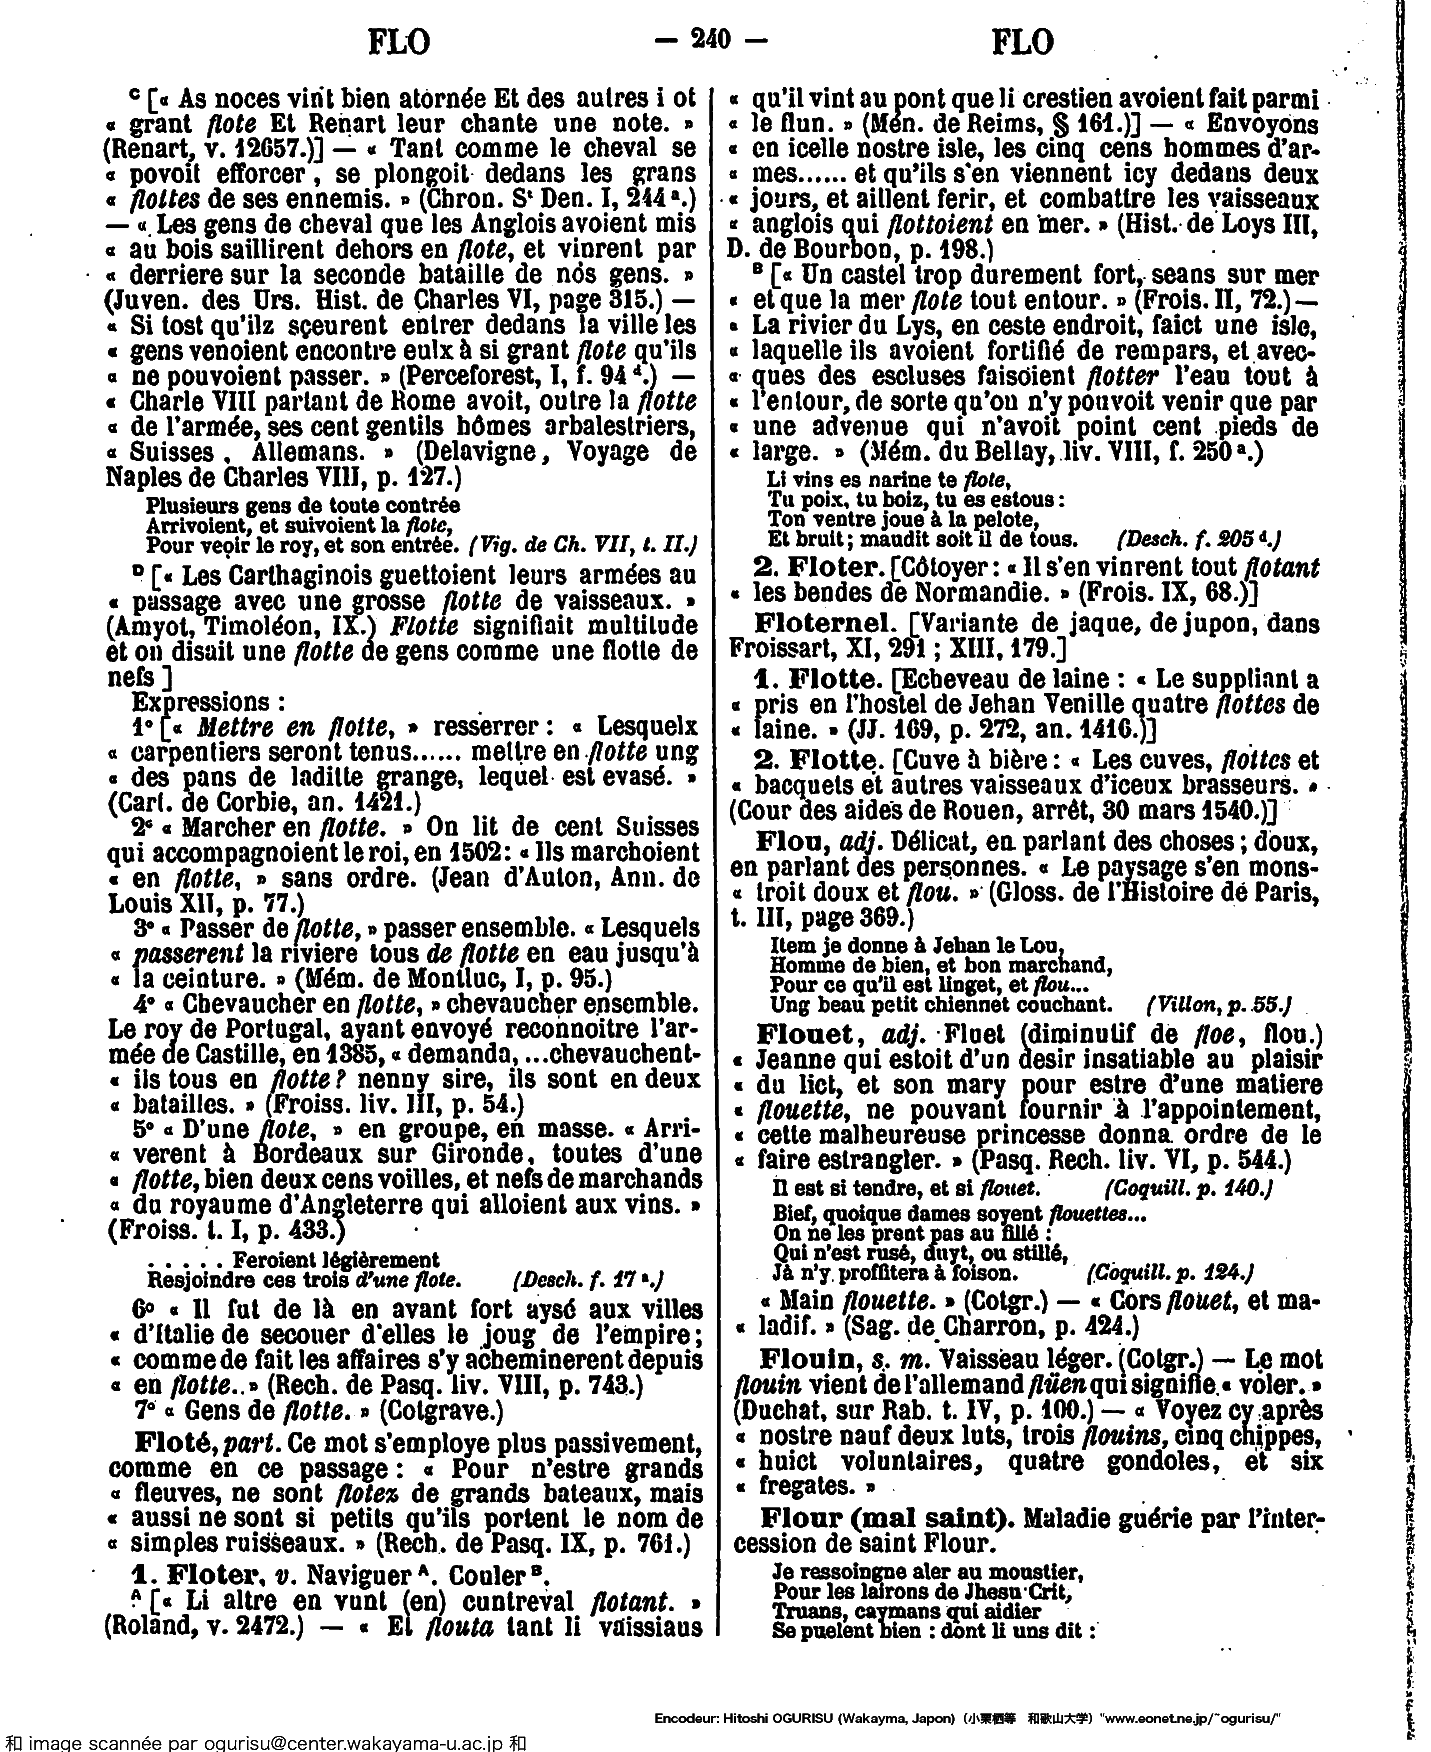 FLO — 240 — FLO
C [« As noces vint bien atornée Et des autres i ot
« grant flote Et Renart leur chante une note. »
(Renart, v. 12657.)] — « Tant comme le cheval se
« povoit efforcer, se plongoit dedans les grans
« flottes de ses ennemis. » (Chron. St Den. I, 244 a.)
— « Les gens de cheval que les Anglois avoient mis
« au bois saillirent dehors en flote, et vinrent par
« derriere sur la seconde bataille de nos gens. »
(Juven. des Urs. Hist. de Charles VI, page 315.) —
« Si tost qu'ilz sçeurent entrer dedans la ville les
« gens venoient encontre eulx à si grant flote qu'ils
« ne pouvoient passer. » (Perceforest, I, f. 94 d.) —
« Charle VIII partant de Rome avoit, outre la flotte
« de l'armée, ses cent gentils hômes arbalestriers,
« Suisses, Allemans. » (Delavigne, Voyage de
Naples de Charles VIII, p. 127.)
Plusieurs gens de toute contrée
Arrivoient, et suivoient la flote,
Pour veoir le roy, et son entrée. (Vig. de Ch. VII, t. II.)
D [« Les Carthaginois guettoient leurs armées au
« passage avec une grosse flotte de vaisseaux. »
(Amyot, Timoléon, IX.) Flotte signifiait multitude
et on disait une flotte de gens comme une flotte de
nefs ]
Expressions :
1o [« Mettre en flotte, » resserrer : « Lesquelx
« carpentiers seront tenus...... mettre en flotte ung
« des pans de laditte grange, lequel est evasé. »
(Cart. de Corbie, an. 1421.)
2o « Marcher en flotte. » On lit de cent Suisses
qui accompagnoient le roi, en 1502 : « Ils marchoient
« en flotte, » sans ordre. (Jean d'Auton, Ann. de
Louis XII, p. 77.)
3o « Passer de flotte, » passer ensemble. « Lesquels
« passerent la riviere tous de flotte en eau jusqu'à
« la ceinture. » (Mém. de Montluc, I, p. 95.)
4o « Chevaucher en flotte, » chevaucher ensemble.
Le roy de Portugal, ayant envoyé reconnoitre l'ar-
mée de Castille, en 1385, « demanda, ...chevauchent-
« ils tous en flotte? nenny sire, ils sont en deux
« batailles. » (Froiss. liv. III, p. 54.)
5o « D'une flote, » en groupe, en masse. « Arri-
« verent à Bordeaux sur Gironde, toutes d'une
« flotte, bien deux cens voilles, et nefs de marchands
« du royaume d'Angleterre qui alloient aux vins. »
(Froiss. t. I, p. 433.)
. . . . . Feroient légièrement
Resjoindre ces trois d'une flote. (Desch. f. 17 a.)
6o « Il fut de là en avant fort aysé aux villes
« d'Italie de secouer d'elles le joug de l'empire;
« comme de fait les affaires s'y acheminerent depuis
« en flotte.. » (Rech. de Pasq. liv. VIII, p. 743.)
7o « Gens de flotte. » (Cotgrave.)
Floté, part. Ce mot s'employe plus passivement,
comme en ce passage : « Pour n'estre grands
« fleuves, ne sont flotez de grands bateaux, mais
« aussi ne sont si petits qu'ils portent le nom de
« simples ruisseaux. » (Rech. de Pasq. IX, p. 761.)
1. Floter, v. Naviguer A. Couler B.
A [« Li altre en vunt (en) cuntreval flotant. »
(Roland, v. 2472.) — « Et flouta tant li vaissiaus
« qu'il vint au pont que li crestien avoient fait parmi
« le flun. » (Men. de Reims, § 161.)] — « Envoyons
« en icelle nostre isle, les cinq cens hommes d'ar-
« mes...... et qu'ils s'en viennent icy dedans deux
« jours, et aillent ferir, et combattre les vaisseaux
« anglois qui flottoient en mer. » (Hist. de Loys III,
D. de Bourbon, p. 198.)
B [« Un castel trop durement fort, seans sur mer
« et que la mer flote tout entour. » (Frois. II, 72.) —
« La rivier du Lys, en ceste endroit, faict une isle,
« laquelle ils avoient fortifié de rempars, et avec-
« ques des escluses faisoient flotter l'eau tout à
« l'entour, de sorte qu'on n'y pouvoit venir que par
« une advenue qui n'avoit point cent pieds de
« large. » (Mém. du Bellay, liv. VIII, f. 250 a.)
Li vins es narine te flote,
Tu poix, tu boiz, tu es estous :
Ton ventre joue à la pelote,
Et bruit; maudit soit il de tous. (Desch. f. 205 d.)
2. Floter. [Côtoyer : « Il s'en vinrent tout flotant
« les bendes de Normandie. » (Frois. IX, 68.)]
Floternel. [Variante de jaque, de jupon, dans
Froissart, XI, 291 ; XIII, 179.]
1. Flotte. [Echeveau de laine : « Le suppliant a
« pris en l'hostel de Jehan Venille quatre flottes de
« laine. » (JJ. 169, p. 272, an. 1416.)]
2. Flotte. [Cuve à bière : « Les cuves, flottes et
« bacquets et autres vaisseaux d'iceux brasseurs. »
(Cour des aides de Rouen, arrêt, 30 mars 1540.)]
Flou, adj. Délicat, en parlant des choses ; doux,
en parlant des personnes. « Le paysage s'en mons-
« troit doux et flou. » (Gloss. de l'Histoire de Paris,
t. III, page 369.)
Item je donne à Jehan le Lou,
Homme de bien, et bon marchand,
Pour ce qu'il est linget, et flou...
Ung beau petit chiennet couchant. (Villon, p. 55.)
Flouet, adj. Fluet (diminutif de floe, flou.)
« Jeanne qui estoit d'un desir insatiable au plaisir
« du lict, et son mary pour estre d'une matiere
« flouette, ne pouvant fournir à l'appointement,
« cette malheureuse princesse donna ordre de le
« faire estrangler. » (Pasq. Rech. liv. VI, p. 544.)
Il est si tendre, et si flouet. (Coquill. p. 140.)
Bief, quoique dames soyent flouettes...
On ne les prent pas au fillé :
Qui n'est rusé, duyt, ou stillé,
Jà n'y proffitera à foison. (Coquill. p. 124.)
« Main flouette. » (Cotgr.) — « Cors flouet, et ma-
« ladif. » (Sag. de Charron, p. 424.)
Flouin, s. m. Vaisseau léger. (Cotgr.) — Le mot
flouin vient de l'allemand flüen qui signifie « voler. »
(Duchat, sur Rab. t. IV, p. 100.) — « Voyez cy après
« nostre nauf deux luts, trois flouins, cinq chippes,
« huict voluntaires, quatre gondoles, et six
« fregates. »
Flour (mal saint). Maladie guérie par l'inter-
cession de saint Flour.
Je ressoingne aler au moustier,
Pour les lairons de Jhesu Crit,
Truans, caymans qui aidier
Se puelent bien : dont li uns dit :
Encodeur: Hitoshi OGURISU (Wakayma, Japon) (小栗栖等 和歌山大学) "www.eonet.ne.jp/~ogurisu/"
和 image scannée par ogurisu@center.wakayama-u.ac.jp 和